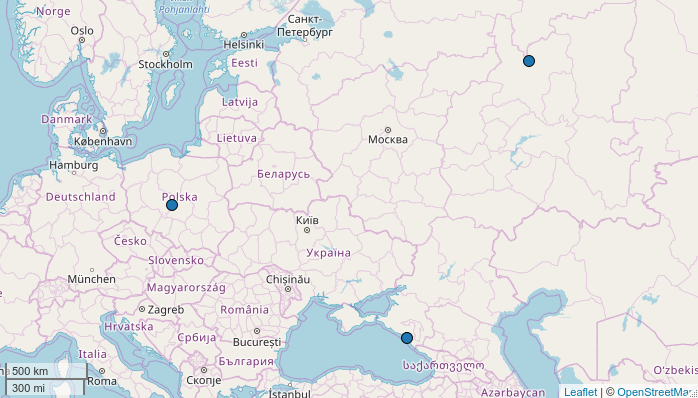 Norge
Pohjanlahti
Санкт-
Петербург
Oslo
Helsinki
Stockholm
Eesti
Latvija
Danmark
København
Москва
Lietuva
Hamburg
Беларусь
Deutschland
Polska
Київ
Česko
Україна
Slovensko
München
Chișinău
Magyarország
Zagreb
România
Hrvatska
Србија
București
Italia
България
საქართველო
500 km
Roma
Скопје
O'zbekis
300 mi
Istanbul
Azərbaycan
Leaflet | © OpenStreetMa